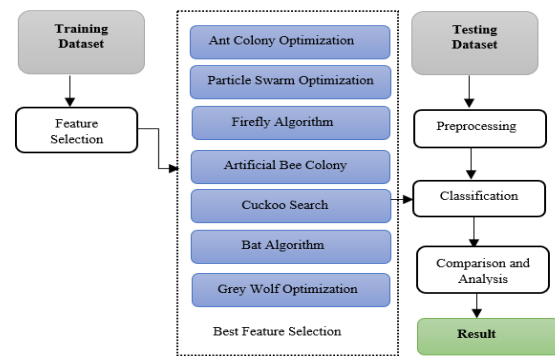 Training
Dataset
Feature
Selection
Ant Colony Optimization
Particle Swarm Optimization
Firefly Algorithm
Artificial Bee Colony
Cuckoo Search
Bat Algorithm
Grey Wolf Optimization
Best Feature Selection
Testing
Dataset
Preprocessing
Classification
Comparison and
Analysis
Result